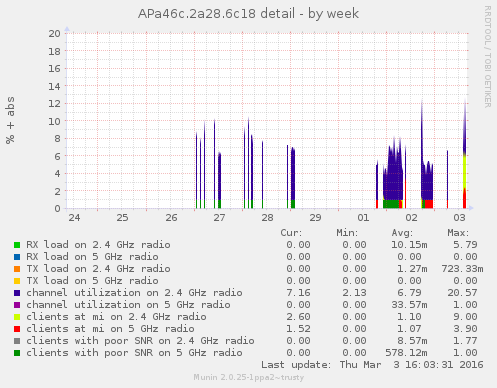 APa46c.2a28.6c18 detail - by week
RRDTOOL / TOBI OETIKER
% + abs
20
18
16
14
12
10
8
6
4
2
0
24 25 26 27 28 29 01 02 03
Cur: Min: Avg: Max:
RX load on 2.4 GHz radio 0.00 0.00 10.15m 5.79
RX load on 5 GHz radio 0.00 0.00 0.00 0.00
TX load on 2.4 GHz radio 0.00 0.00 1.27m 723.33m
TX load on 5 GHz radio 0.00 0.00 0.00 0.00
channel utilization on 2.4 GHz radio 7.16 2.13 6.79 20.57
channel utilization on 5 GHz radio 0.00 0.00 33.57m 1.00
clients at mi on 2.4 GHz radio 2.60 0.00 1.10 9.00
clients at mi on 5 GHz radio 1.52 0.00 1.07 3.90
clients with poor SNR on 2.4 GHz radio 0.00 0.00 8.57m 1.77
clients with poor SNR on 5 GHz radio 0.00 0.00 578.12m 1.00
Last update: Thu Mar 3 16:03:31 2016
Munin 2.0.25-1ppa2~trusty